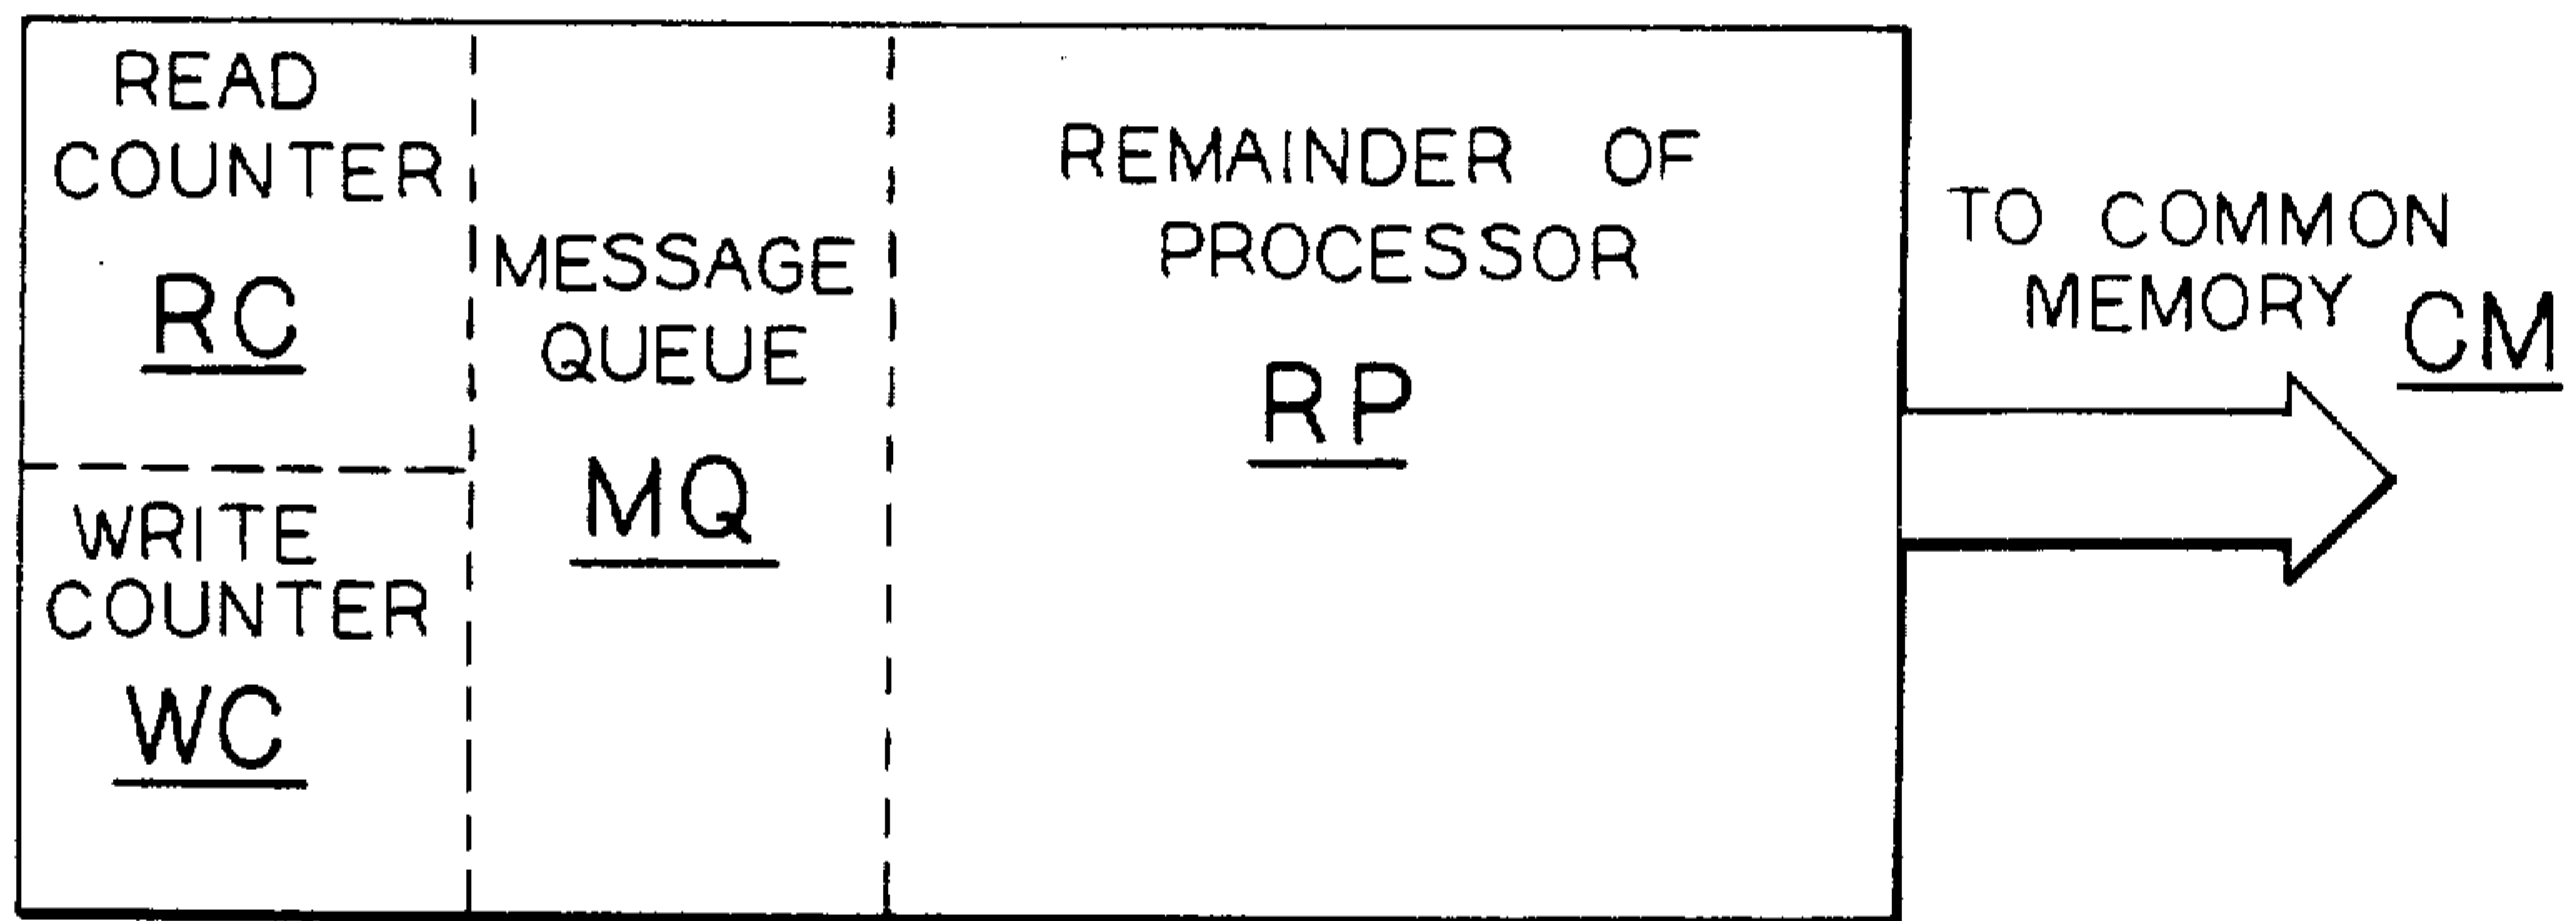 READ
COUNTER
RC
WRITE
COUNTER
WC
MESSAGE
QUEUE
MQ
REMAINDER OF
PROCESSOR
RP
TO COMMON
MEMORY
CM